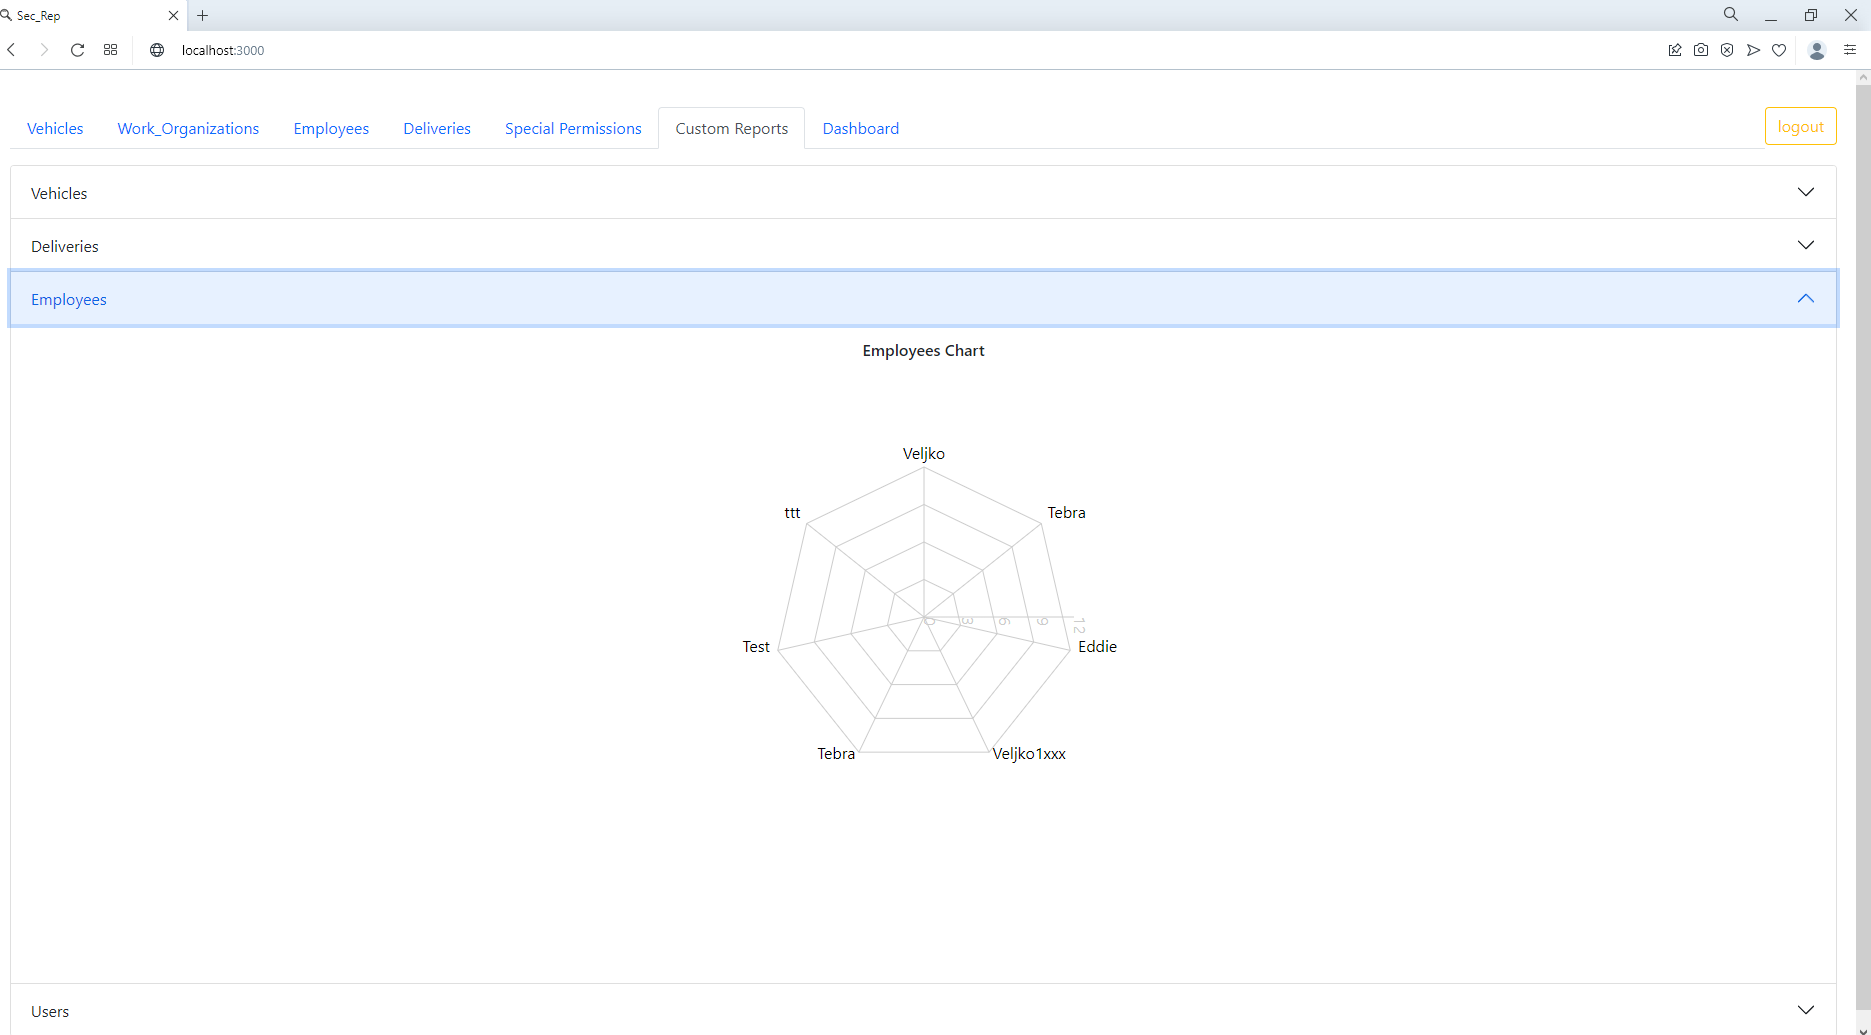 Sec_Rep
localhost:3000
Vehicles Work_Organizations Employees Deliveries Special Permissions Custom Reports Dashboard logout
Vehicles
Deliveries
Employees
Employees Chart
Veljko
ttt Tebra
0 3 6 9 12
Test Eddie
Tebra Veljko1xxx
Users